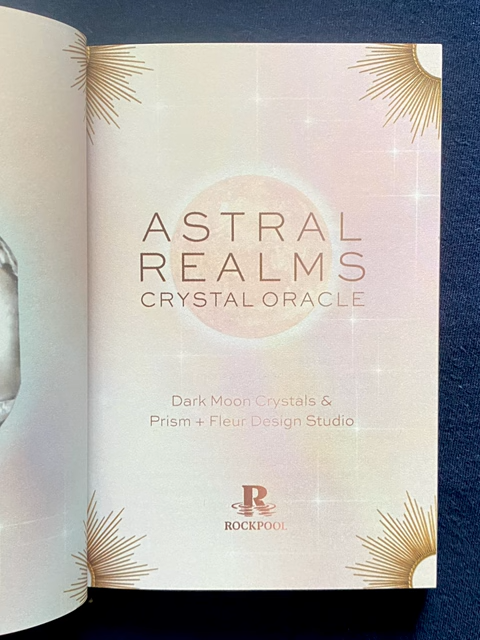 ASTRAL
REALMS
CRYSTAL ORACLE
Dark Moon Crystals &
Prism + Fleur Design Studio
R
ROCKPOOL